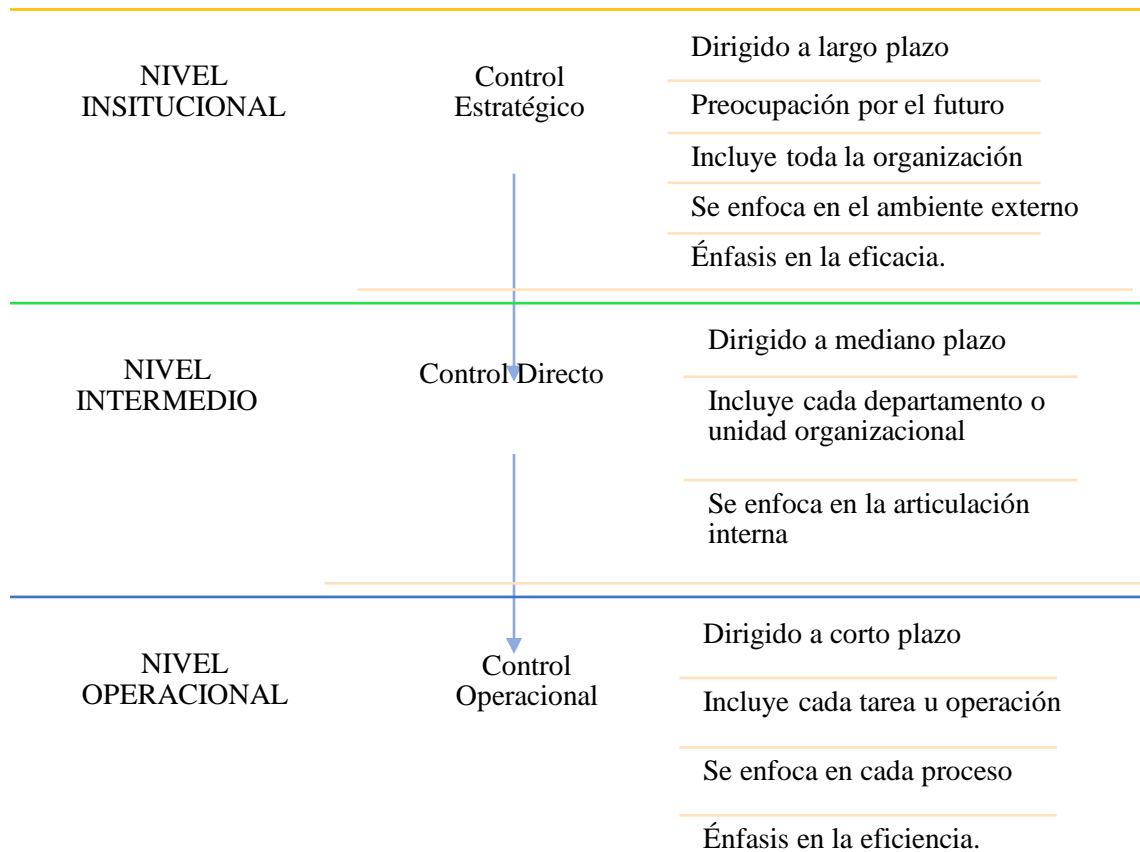 NIVEL
INSITUCIONAL
Control
Estratégico
Dirigido a largo plazo
Preocupación por el futuro
Incluye toda la organización
Se enfoca en el ambiente externo
Énfasis en la eficacia.
NIVEL
INTERMEDIO
Control Directo
Dirigido a mediano plazo
Incluye cada departamento o
unidad organizacional
Se enfoca en la articulación
interna
NIVEL
OPERACIONAL
Control
Operacional
Dirigido a corto plazo
Incluye cada tarea u operación
Se enfoca en cada proceso
Énfasis en la eficiencia.